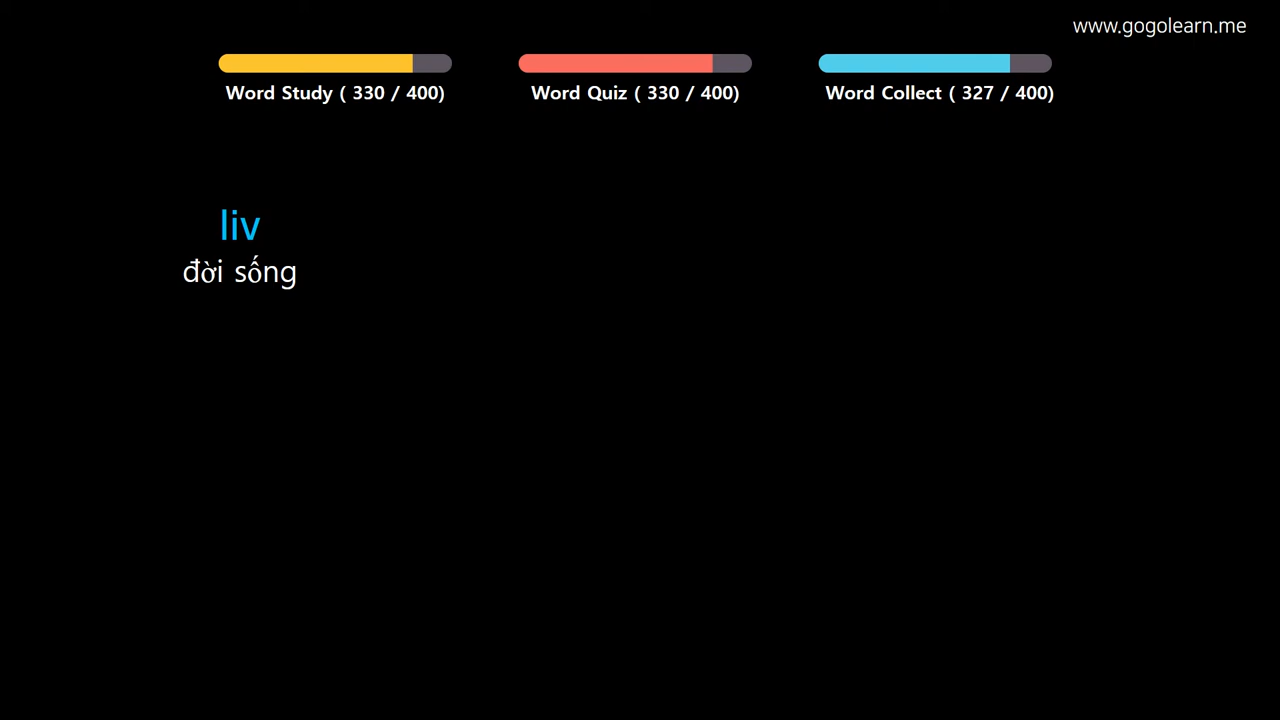 www.gogolearn.me
Word Study ( 330 / 400)
Word Quiz ( 330 / 400)
Word Collect ( 327 / 400)
liv
đời sống